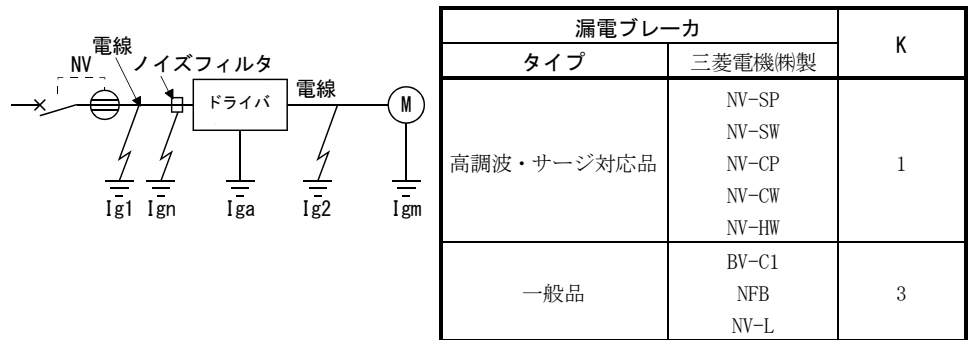 電線
NV
ノイズフィルタ
ドライバ
電線
M
Ig1 Ign Iga Ig2 Igm
漏電ブレーカ
K
タイプ
三菱電機㈱製
高調波・サージ対応品
NV-SP
NV-SW
NV-CP
NV-CW
NV-HW
1
一般品
BV-C1
NFB
NV-L
3